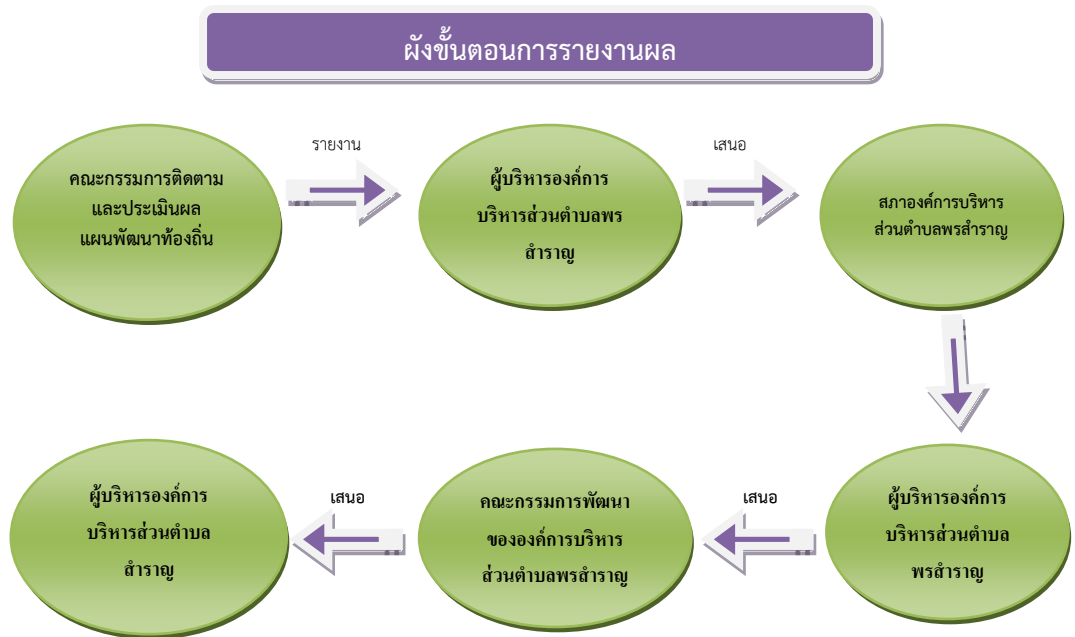 ผังขั้นตอนการรายงานผล
คณะกรรมการติดตาม
และประเมินผล
แผนพัฒนาท้องถิ่น
รายงาน
ผู้บริหารองค์การ
บริหารส่วนตำบลพร
สำราญ
เสนอ
สภาองค์การบริหาร
ส่วนตำบลพรสำราญ
ผู้บริหารองค์การ
บริหารส่วนตำบล
พรสำราญ
เสนอ
คณะกรรมการพัฒนา
ขององค์การบริหาร
ส่วนตำบลพรสำราญ
เสนอ
ผู้บริหารองค์การ
บริหารส่วนตำบล
สำราญ